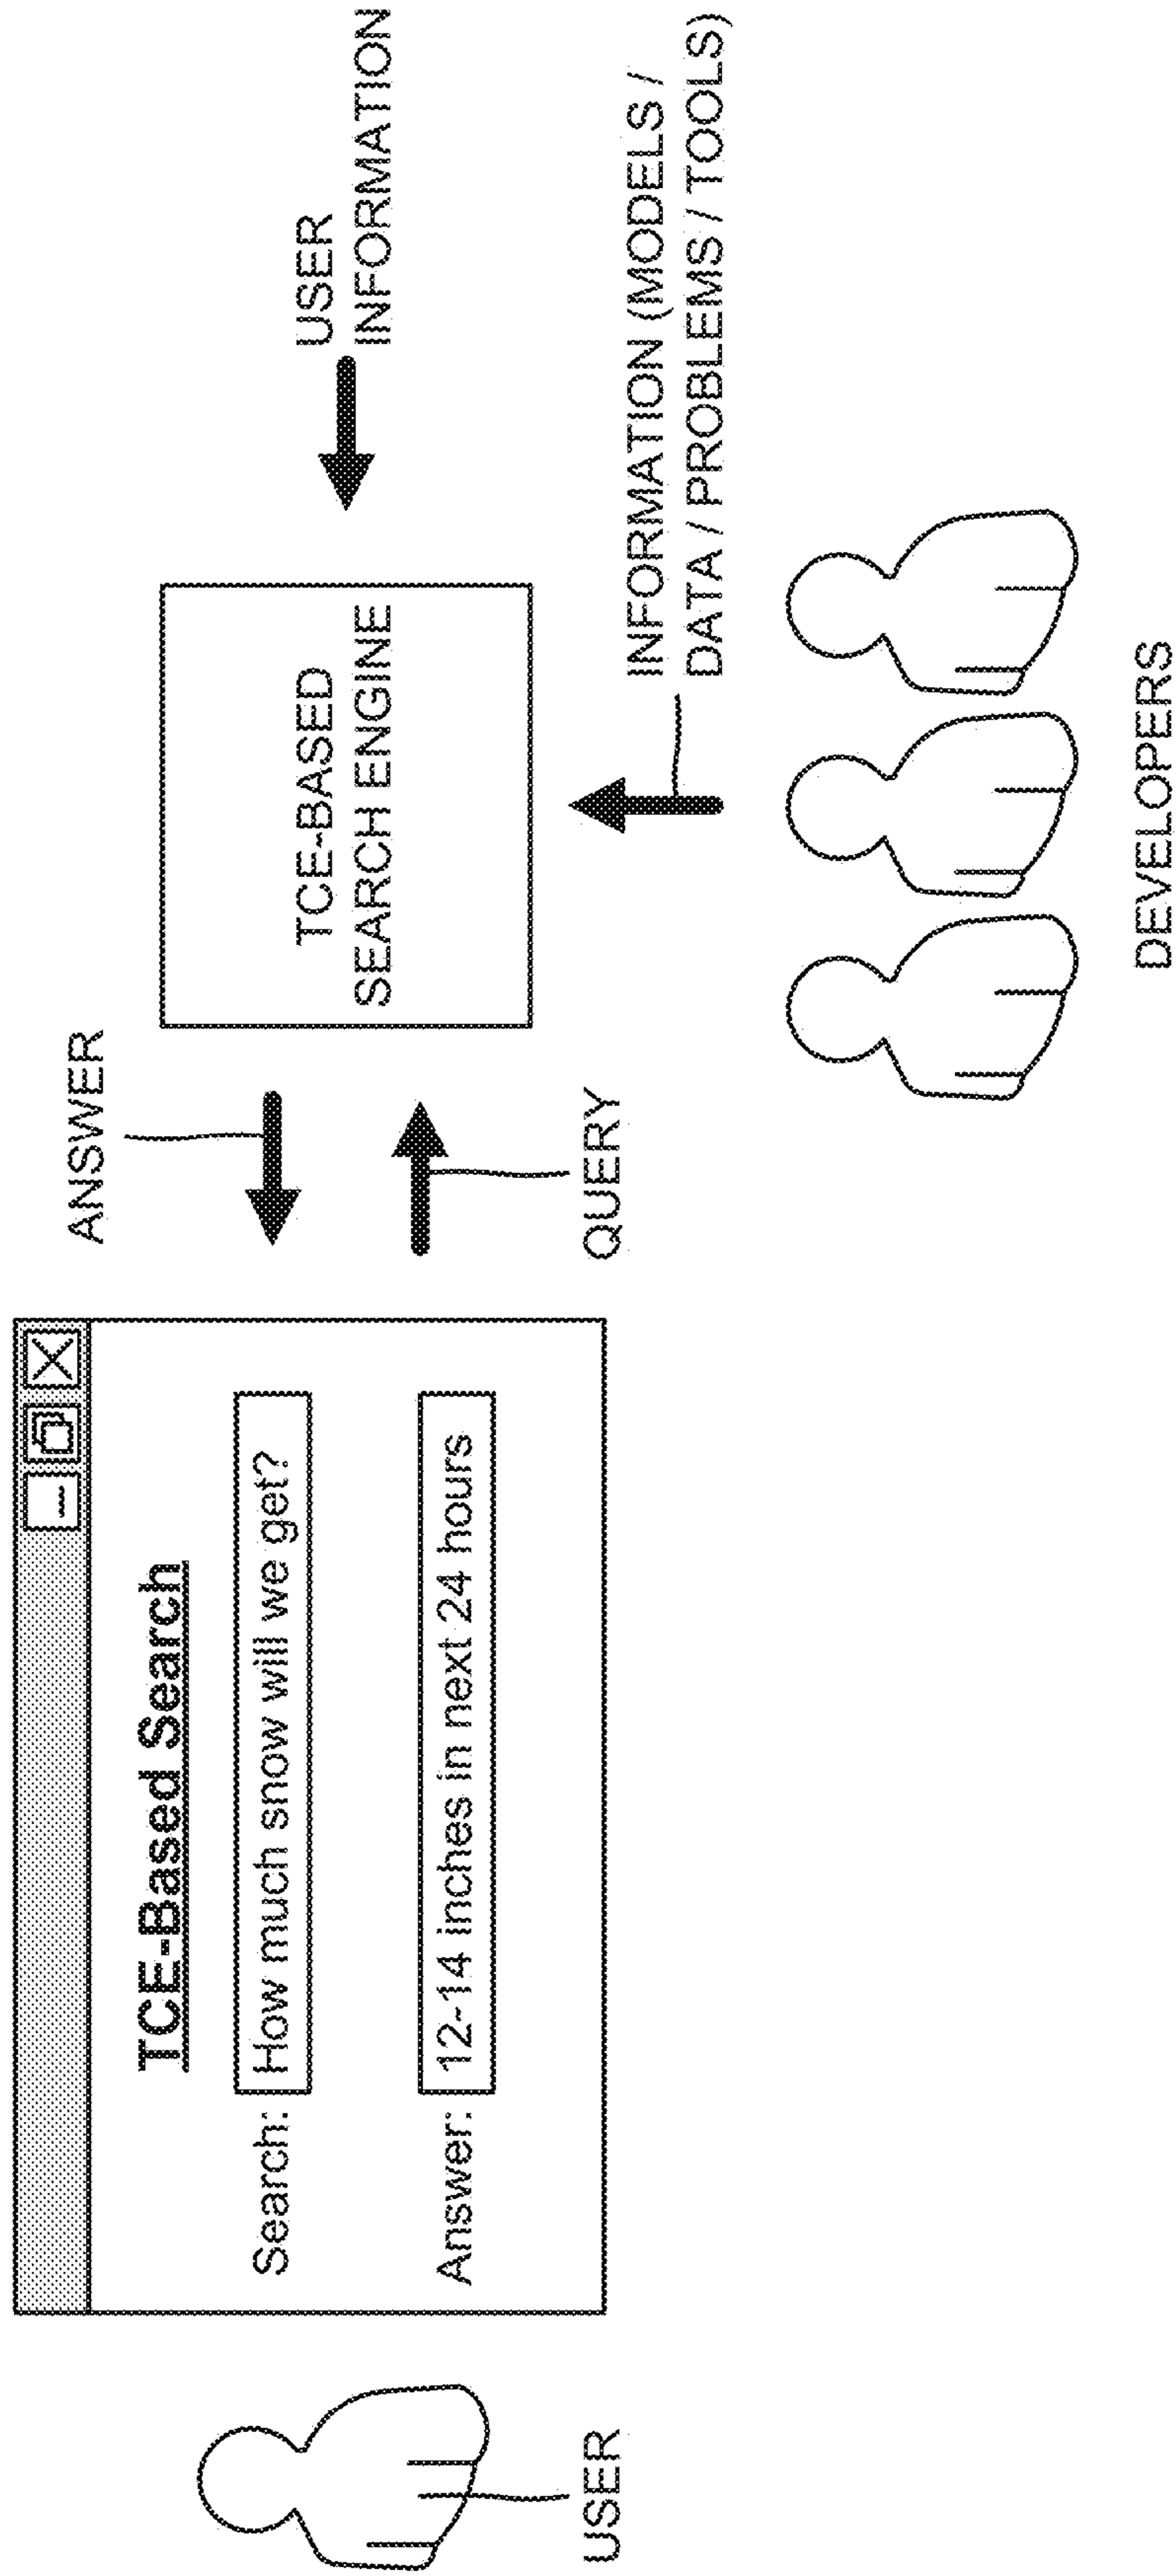 TCE-Based Search
Search: How much snow will we get?
Answer: 12-14 inches in next 24 hours
USER
ANSWER
QUERY
TCE-BASED
SEARCH ENGINE
USER
INFORMATION
INFORMATION (MODELS /
DATA / PROBLEMS / TOOLS)
DEVELOPERS